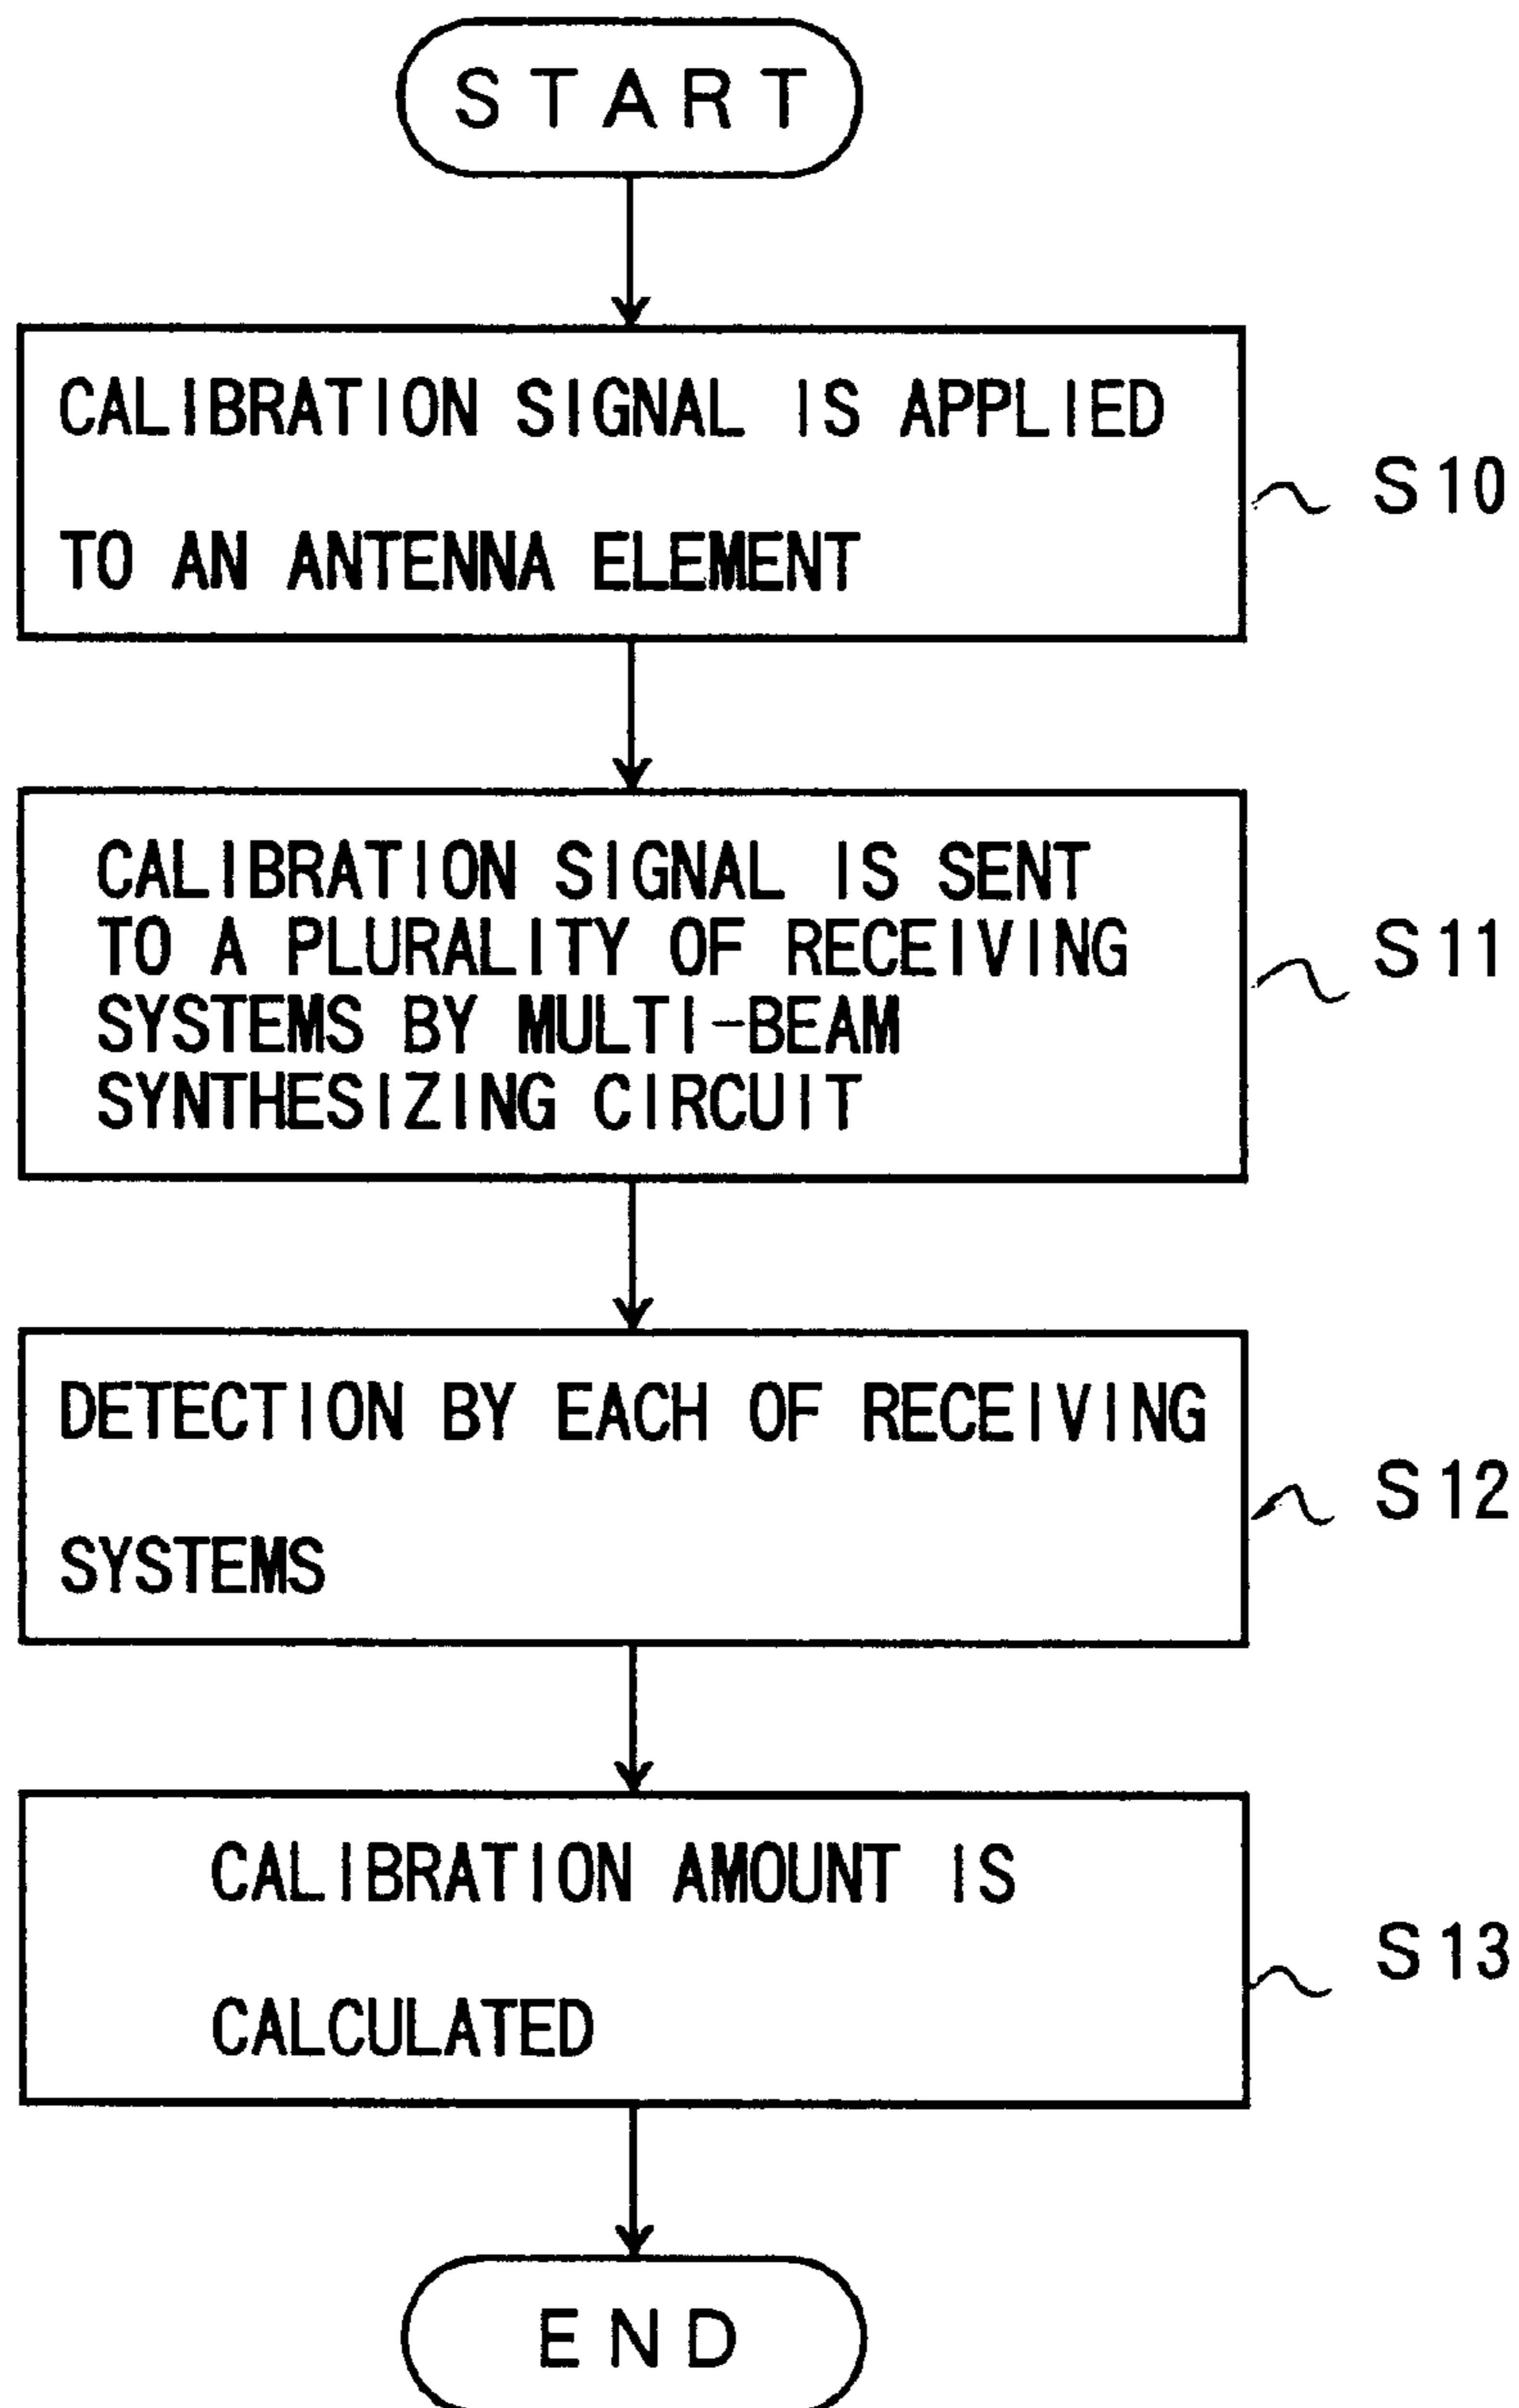 START
CALIBRATION SIGNAL IS APPLIED
TO AN ANTENNA ELEMENT
S10
CALIBRATION SIGNAL IS SENT
TO A PLURALITY OF RECEIVING
SYSTEMS BY MULTI-BEAM
SYNTHESIZING CIRCUIT
S11
DETECTION BY EACH OF RECEIVING
SYSTEMS
S12
CALIBRATION AMOUNT IS
CALCULATED
S13
END